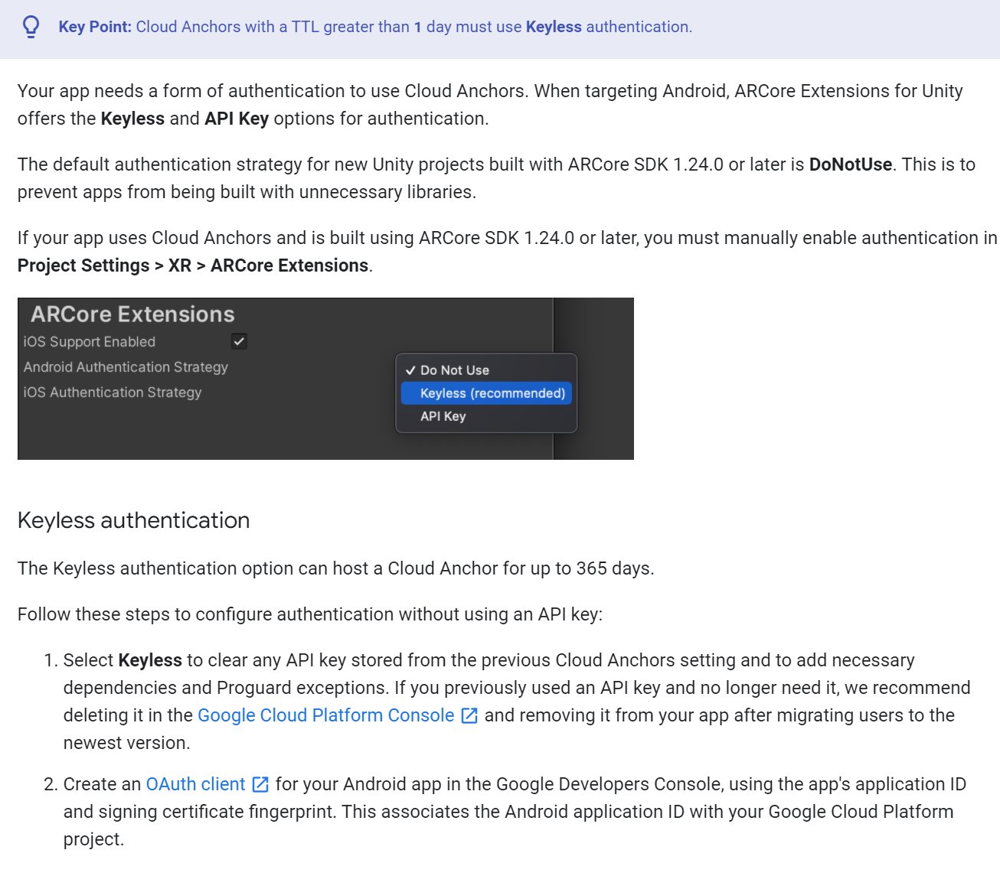 Key Point: Cloud Anchors with a TTL greater than 1 day must use Keyless authentication.
Your app needs a form of authentication to use Cloud Anchors. When targeting Android, ARCore Extensions for Unity
offers the Keyless and API Key options for authentication.
The default authentication strategy for new Unity projects built with ARCore SDK 1.24.0 or later is DoNotUse. This is to
prevent apps from being built with unnecessary libraries.
If your app uses Cloud Anchors and is built using ARCore SDK 1.24.0 or later, you must manually enable authentication in
Project Settings > XR > ARCore Extensions.
ARCore Extensions
iOS Support Enabled
Android Authentication Strategy
iOS Authentication Strategy
Do Not Use
Keyless (recommended)
API Key
Keyless authentication
The Keyless authentication option can host a Cloud Anchor for up to 365 days.
Follow these steps to configure authentication without using an API key:
1. Select Keyless to clear any API key stored from the previous Cloud Anchors setting and to add necessary
dependencies and Proguard exceptions. If you previously used an API key and no longer need it, we recommend
deleting it in the Google Cloud Platform Console and removing it from your app after migrating users to the
newest version.
2. Create an OAuth client for your Android app in the Google Developers Console, using the app's application ID
and signing certificate fingerprint. This associates the Android application ID with your Google Cloud Platform
project.